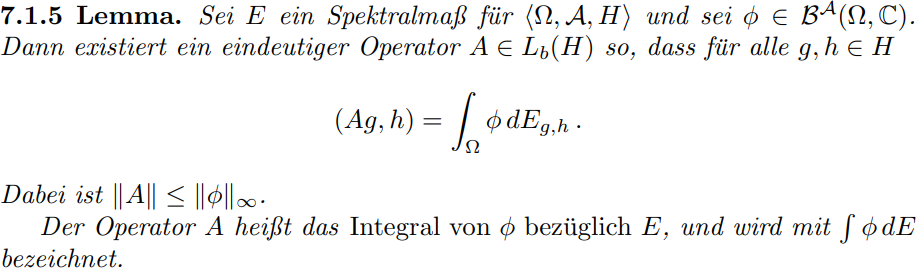 7.1.5 Lemma. Sei E ein Spektralmaß für ⟨Ω, 𝒜, H⟩ und sei ϕ ∈ ℬ^𝒜(Ω, ℂ).
Dann existiert ein eindeutiger Operator A ∈ L_b(H) so, dass für alle g, h ∈ H
(Ag, h) = ∫_Ω ϕ dE_{g,h} .
Dabei ist ‖A‖ ≤ ‖ϕ‖_∞.
Der Operator A heißt das Integral von ϕ bezüglich E, und wird mit ∫ ϕ dE
bezeichnet.